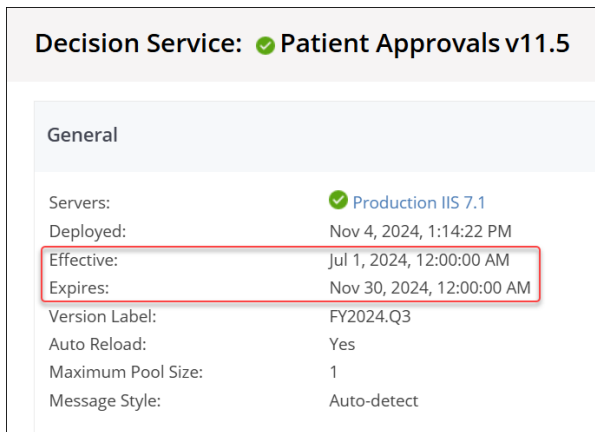 Decision Service: Patient Approvals v11.5
General
Servers: Production IIS 7.1
Deployed: Nov 4, 2024, 1:14:22 PM
Effective: Jul 1, 2024, 12:00:00 AM
Expires: Nov 30, 2024, 12:00:00 AM
Version Label: FY2024.Q3
Auto Reload: Yes
Maximum Pool Size: 1
Message Style: Auto-detect